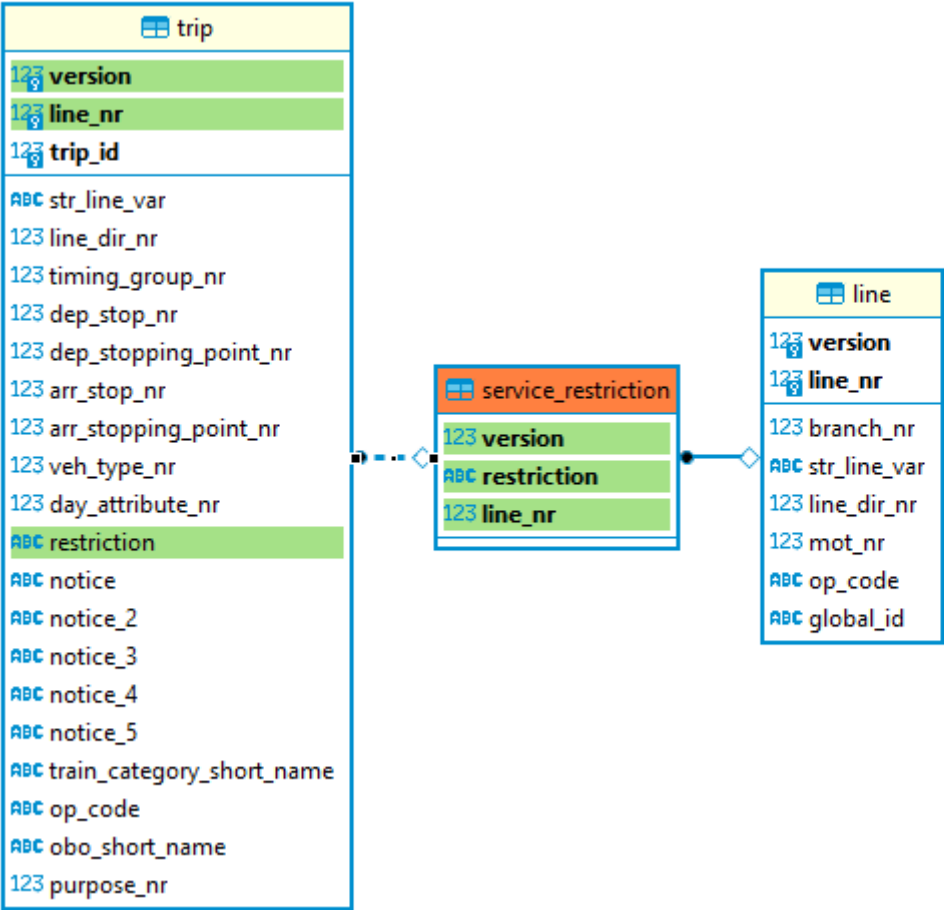 trip
123 version
123 line_nr
123 trip_id
ABC str_line_var
123 line_dir_nr
123 timing_group_nr
123 dep_stop_nr
123 dep_stopping_point_nr
123 arr_stop_nr
123 arr_stopping_point_nr
123 veh_type_nr
123 day_attribute_nr
ABC restriction
ABC notice
ABC notice_2
ABC notice_3
ABC notice_4
ABC notice_5
ABC train_category_short_name
ABC op_code
ABC obo_short_name
123 purpose_nr
service_restriction
123 version
ABC restriction
123 line_nr
line
123 version
123 line_nr
123 branch_nr
ABC str_line_var
123 line_dir_nr
123 mot_nr
ABC op_code
ABC global_id